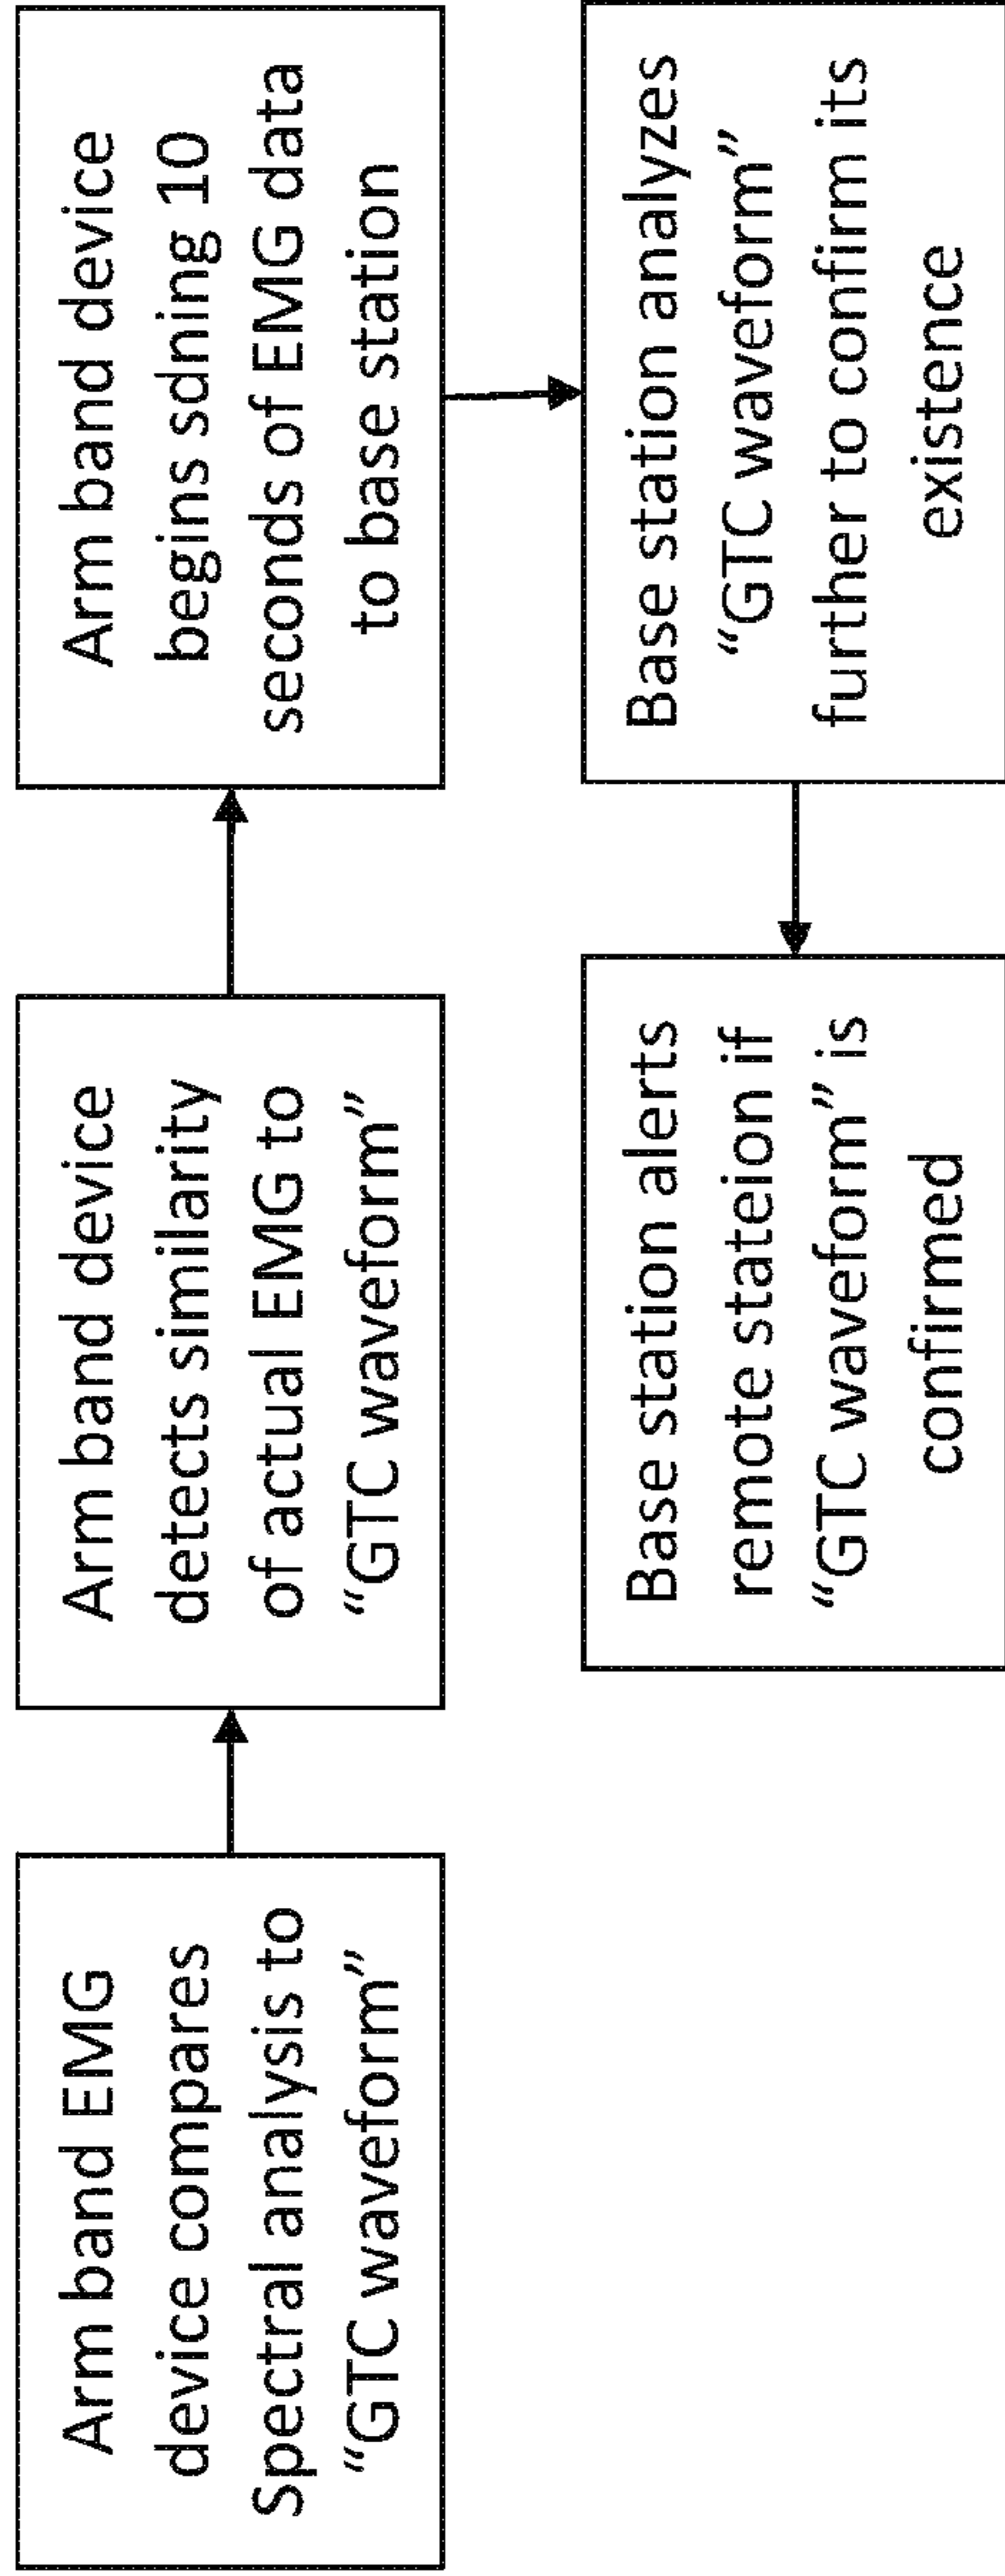 Arm band EMG
device compares
Spectral analysis to
“GTC waveform”
Arm band device
detects similarity
of actual EMG to
“GTC waveform”
Arm band device
begins sdning 10
seconds of EMG data
to base station
Base station analyzes
“GTC waveform”
further to confirm its
existence
Base station alerts
remote stateion if
“GTC waveform” is
confirmed